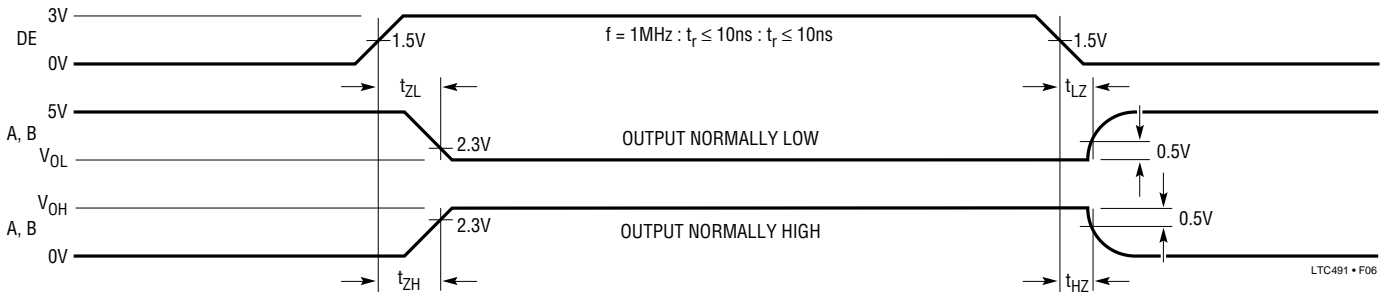 3V
DE
1.5V
f = 1MHz : tr ≤ 10ns : tr ≤ 10ns
1.5V
0V
tZL
tLZ
5V
A, B
2.3V
OUTPUT NORMALLY LOW
0.5V
VOL
VOH
A, B
2.3V
OUTPUT NORMALLY HIGH
0.5V
0V
tZH
tHZ
LTC491 • F06